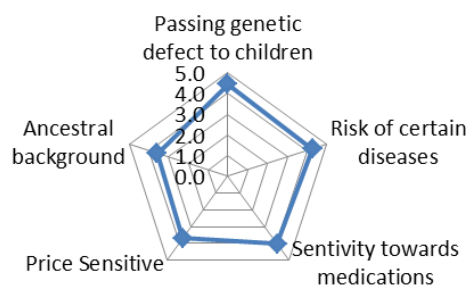 Passing genetic
defect to children
5.0
4.0
3.0
2.0
1.0
0.0
Risk of certain
diseases
Sentivity towards
medications
Price Sensitive
Ancestral
background